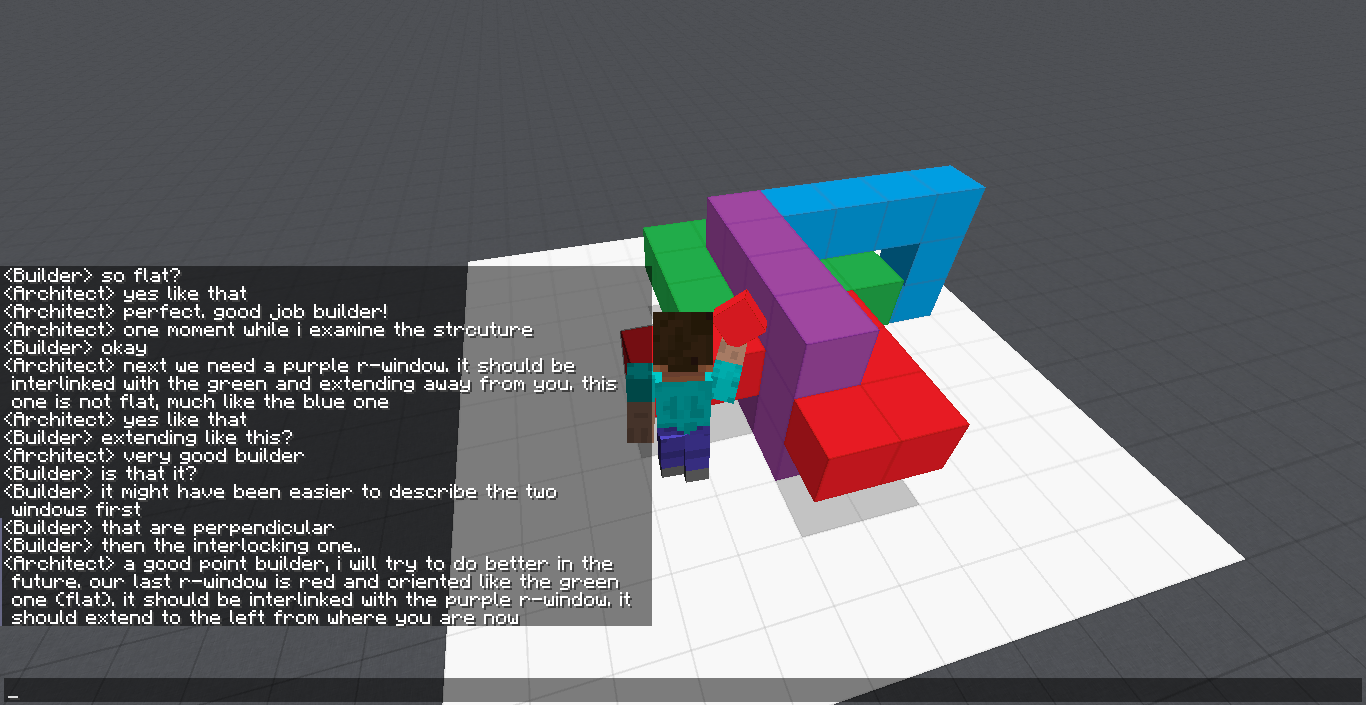 <Builder> so flat?
<Architect> yes like that
<Architect> perfect. good job builder!
<Architect> one moment while i examine the strcuture
<Builder> okay
<Architect> next we need a purple r-window. it should be
interlinked with the green and extending away from you. this
one is not flat, much like the blue one
<Architect> yes like that
<Builder> extending like this?
<Architect> very good builder
<Builder> is that it?
<Builder> it might have been easier to describe the two
windows first
<Builder> that are perpendicular
<Builder> then the interlocking one..
<Architect> a good point builder, i will try to do better in the
future. our last r-window is red and oriented like the green
one (flat). it should be interlinked with the purple r-window. it
should extend to the left from where you are now
_